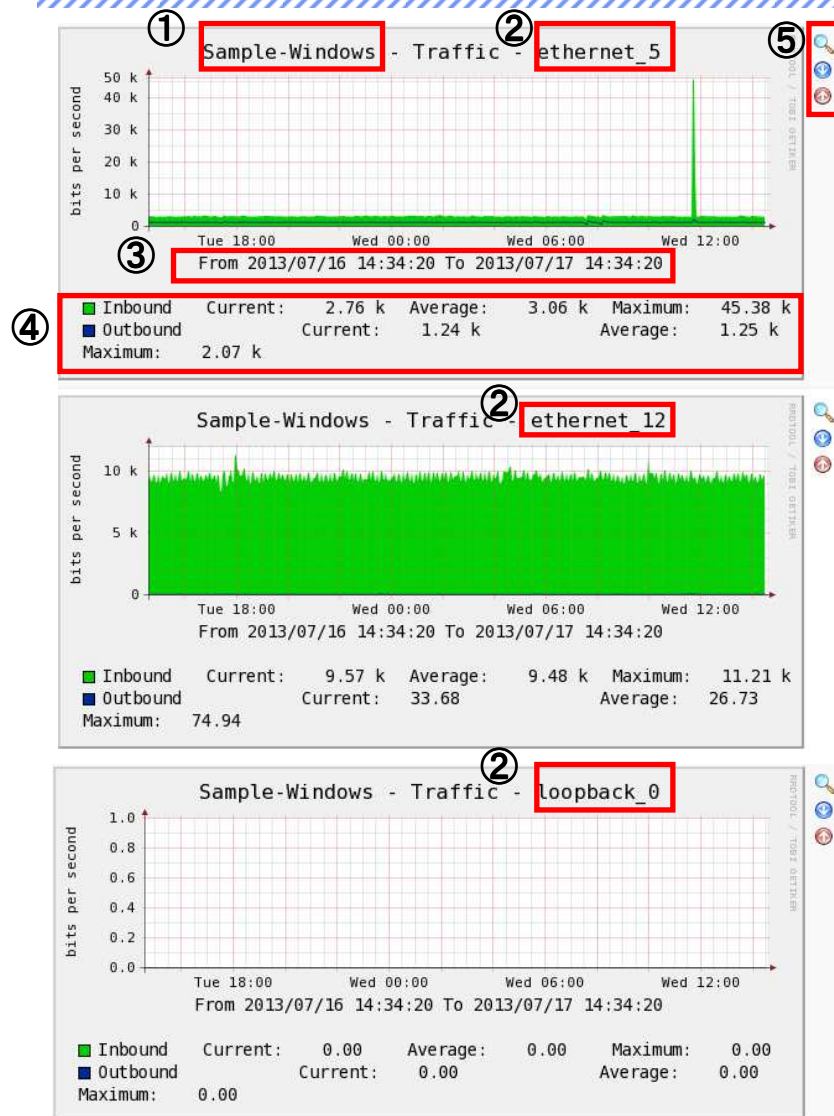 ① ② ⑤
Sample-Windows - Traffic - ethernet_5
50 k
40 k
30 k
20 k
10 k
0
bits per second
Tue 18:00 Wed 00:00 Wed 06:00 Wed 12:00
③
From 2013/07/16 14:34:20 To 2013/07/17 14:34:20
④
Inbound Current: 2.76 k Average: 3.06 k Maximum: 45.38 k
Outbound Current: 1.24 k Average: 1.25 k
Maximum: 2.07 k
TOOL / TOBI OETIKER
②
Sample-Windows - Traffic - ethernet_12
10 k
5 k
0
bits per second
Tue 18:00 Wed 00:00 Wed 06:00 Wed 12:00
From 2013/07/16 14:34:20 To 2013/07/17 14:34:20
Inbound Current: 9.57 k Average: 9.48 k Maximum: 11.21 k
Outbound Current: 33.68 Average: 26.73
Maximum: 74.94
RRDTOOL / TOBI OETIKER
②
Sample-Windows - Traffic - loopback_0
1.0
0.8
0.6
0.4
0.2
0.0
bits per second
Tue 18:00 Wed 00:00 Wed 06:00 Wed 12:00
From 2013/07/16 14:34:20 To 2013/07/17 14:34:20
Inbound Current: 0.00 Average: 0.00 Maximum: 0.00
Outbound Current: 0.00 Average: 0.00
Maximum: 0.00
RRDTOOL / TOBI OETIKER